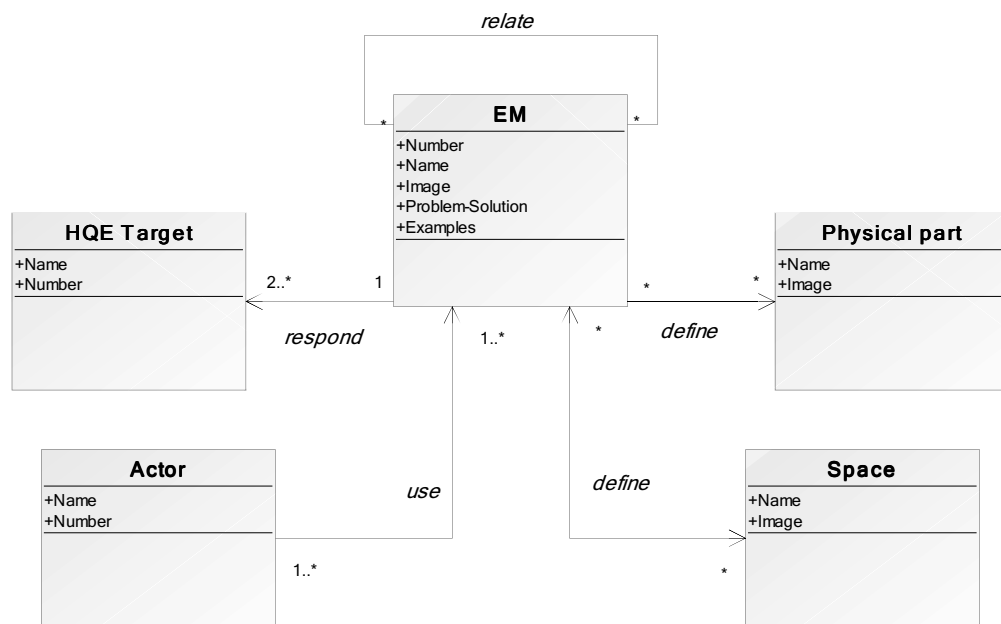 relate
EM
*
*
+Number
+Name
+Image
+Problem-Solution
+Examples
HQE Target
+Name
+Number
Physical part
+Name
+Image
2..*
1
respond
*
*
define
1..*
*
use
define
Actor
+Name
+Number
1..*
Space
+Name
+Image
*